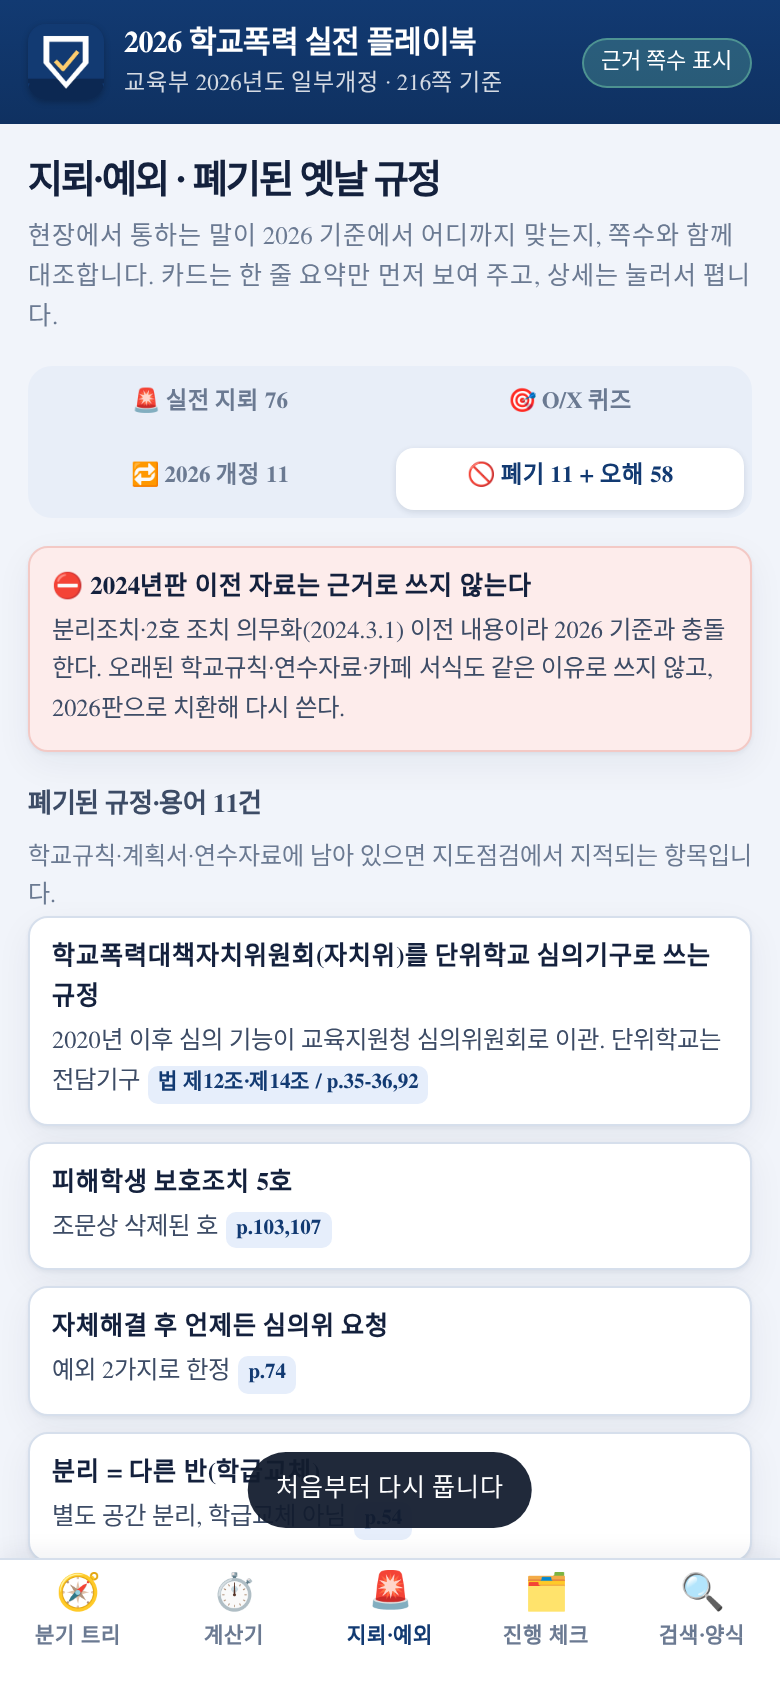 2026 학교폭력 실전 플레이북
교육부 2026년도 일부개정 · 216쪽 기준
근거 쪽수 표시
지뢰·예외 · 폐기된 옛날 규정
현장에서 통하는 말이 2026 기준에서 어디까지 맞는지, 쪽수와 함께
대조합니다. 카드는 한 줄 요약만 먼저 보여 주고, 상세는 눌러서 폅니
다.
🚨 실전 지뢰 76
🎯 O/X 퀴즈
🔁 2026 개정 11
🚫 폐기 11 + 오해 58
⛔ 2024년판 이전 자료는 근거로 쓰지 않는다
분리조치·2호 조치 의무화(2024.3.1) 이전 내용이라 2026 기준과 충돌
한다. 오래된 학교규칙·연수자료·카페 서식도 같은 이유로 쓰지 않고,
2026판으로 치환해 다시 쓴다.
폐기된 규정·용어 11건
학교규칙·계획서·연수자료에 남아 있으면 지도점검에서 지적되는 항목입니
다.
학교폭력대책자치위원회(자치위)를 단위학교 심의기구로 쓰는
규정
2020년 이후 심의 기능이 교육지원청 심의위원회로 이관. 단위학교는
전담기구 법 제12조·제14조 / p.35-36,92
피해학생 보호조치 5호
조문상 삭제된 호 p.103,107
자체해결 후 언제든 심의위 요청
예외 2가지로 한정 p.74
분리 = 다른 반(학급교체)
별도 공간 분리, 학급교체 아님 p.54
처음부터 다시 풉니다
분기 트리
계산기
지뢰·예외
진행 체크
검색·양식